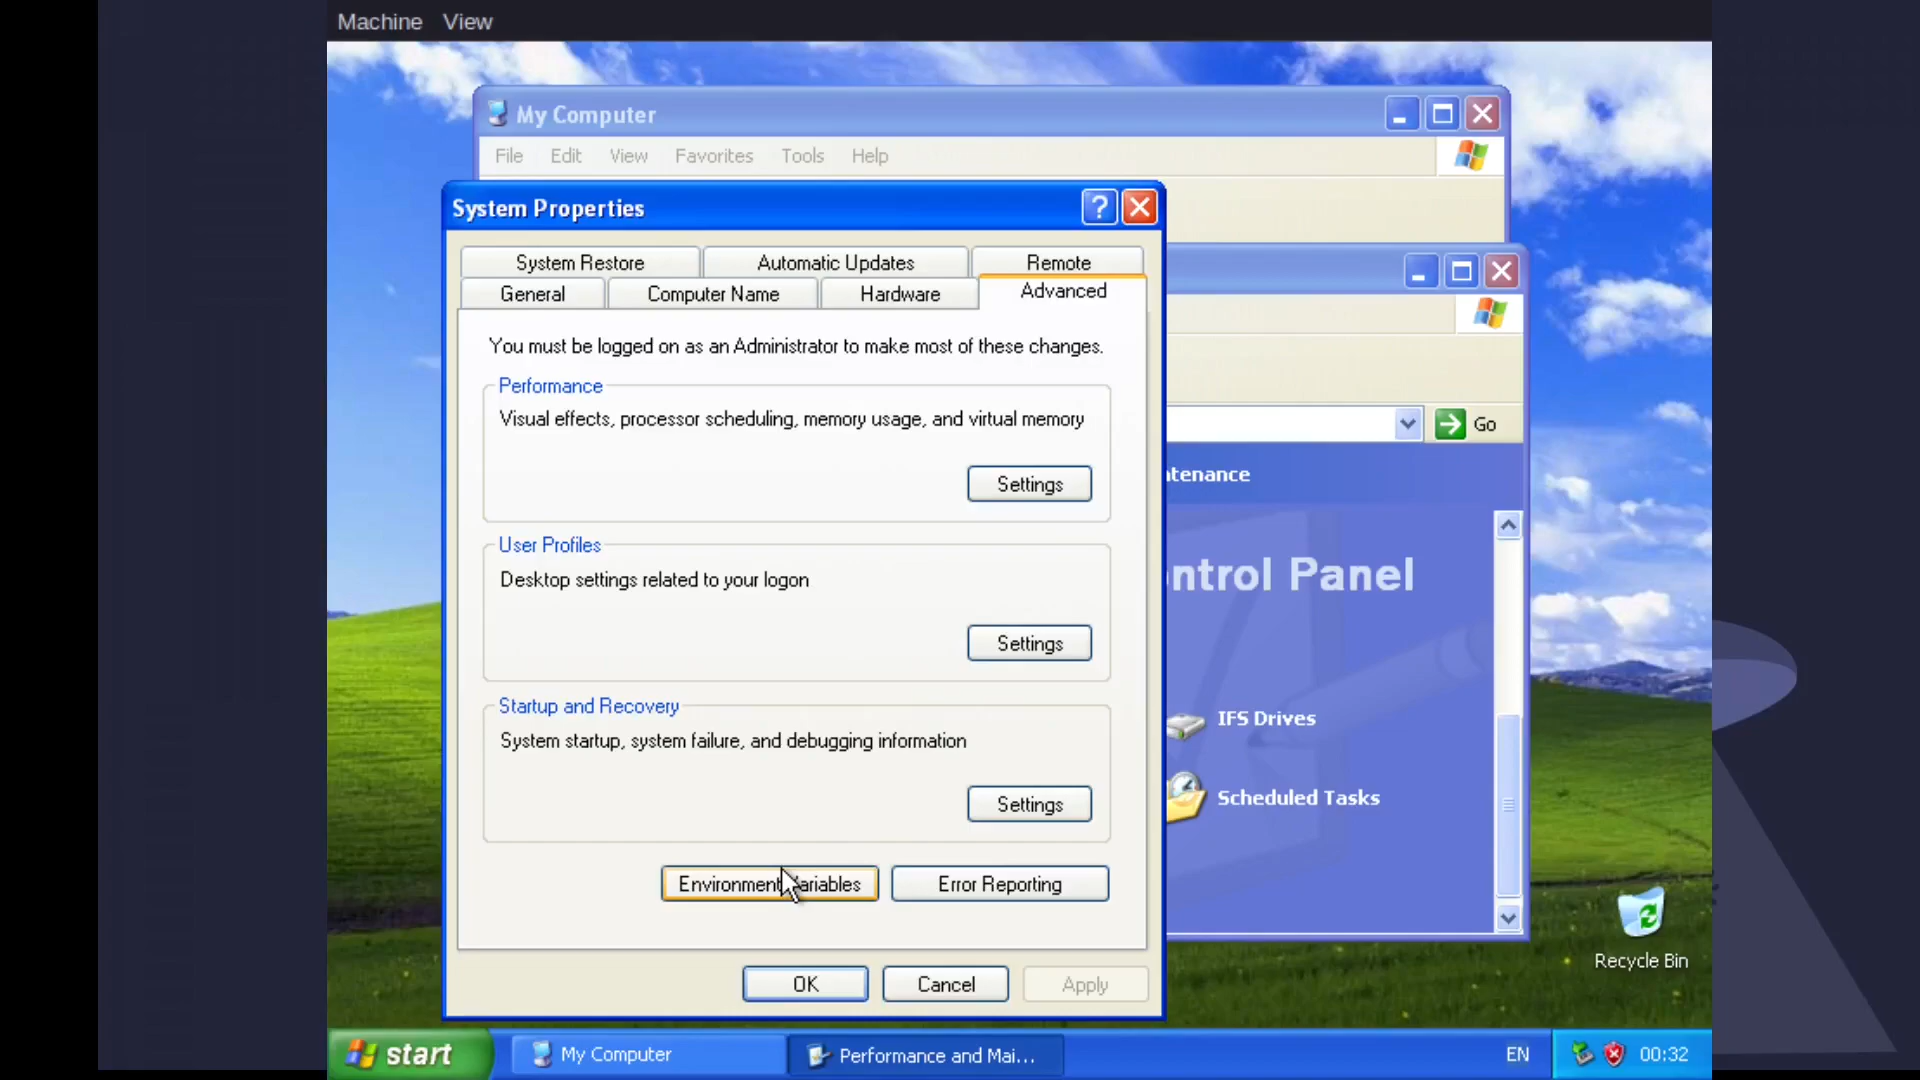 Machine View
My Computer
File Edit View Favorites Tools Help
System Properties
System Restore Automatic Updates Remote
General Computer Name Hardware Advanced
You must be logged on as an Administrator to make most of these changes.
Performance
Visual effects, processor scheduling, memory usage, and virtual memory
Settings
User Profiles
Desktop settings related to your logon
Settings
Startup and Recovery
System startup, system failure, and debugging information
Settings
Environment Variables Error Reporting
OK Cancel Apply
Go
tenance
ntrol Panel
IFS Drives
Scheduled Tasks
Recycle Bin
start My Computer Performance and Mai... EN 00:32